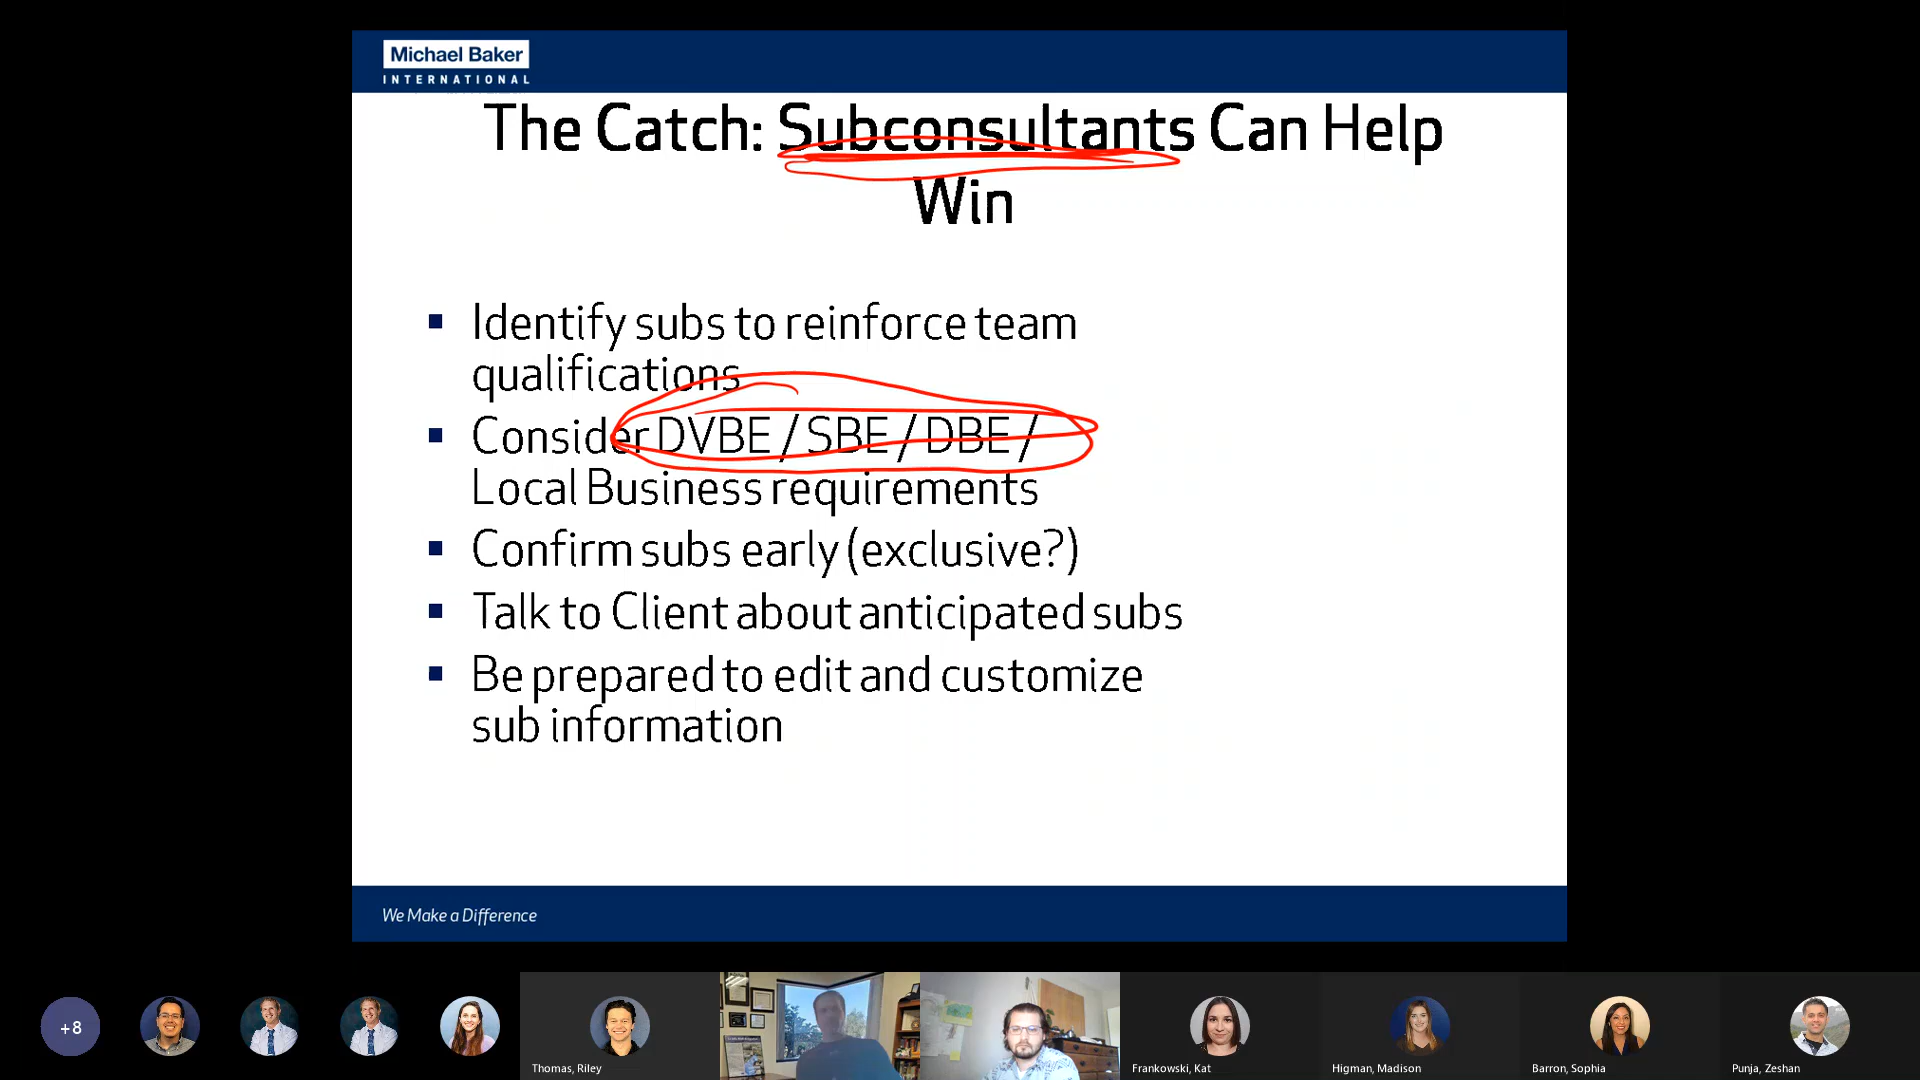 Michael Baker
INTERNATIONAL
The Catch: Subconsultants Can Help
Win
Identify subs to reinforce team
qualifications
Consider DVBE / SBE / DBE /
Local Business requirements
Confirm subs early (exclusive?)
Talk to Client about anticipated subs
Be prepared to edit and customize
sub information
We Make a Difference
+8
Thomas, Riley
Frankowski, Kat
Higman, Madison
Barron, Sophia
Punja, Zeshan